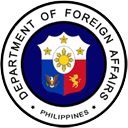 DEPARTMENT OF FOREIGN AFFAIRS
• PHILIPPINES •